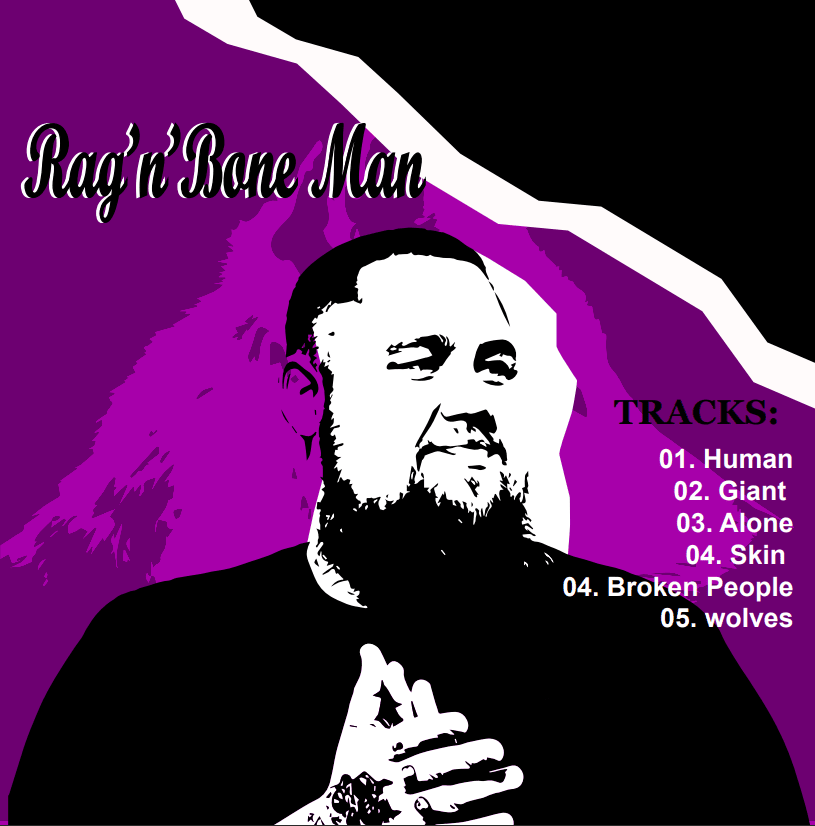 Rag'n'Bone Man
TRACKS:
01. Human
02. Giant
03. Alone
04. Skin
04. Broken People
05. wolves